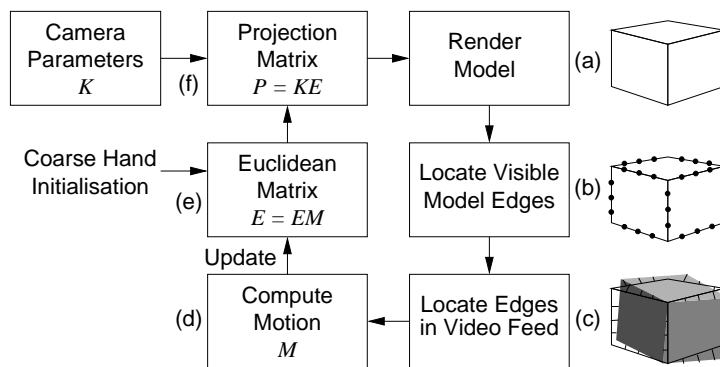 Camera
Parameters
K
(f)
Projection
Matrix
P = KE
Render
Model
(a)
Coarse Hand
Initialisation
(e)
Euclidean
Matrix
E = EM
Locate Visible
Model Edges
(b)
Update
(d)
Compute
Motion
M
Locate Edges
in Video Feed
(c)